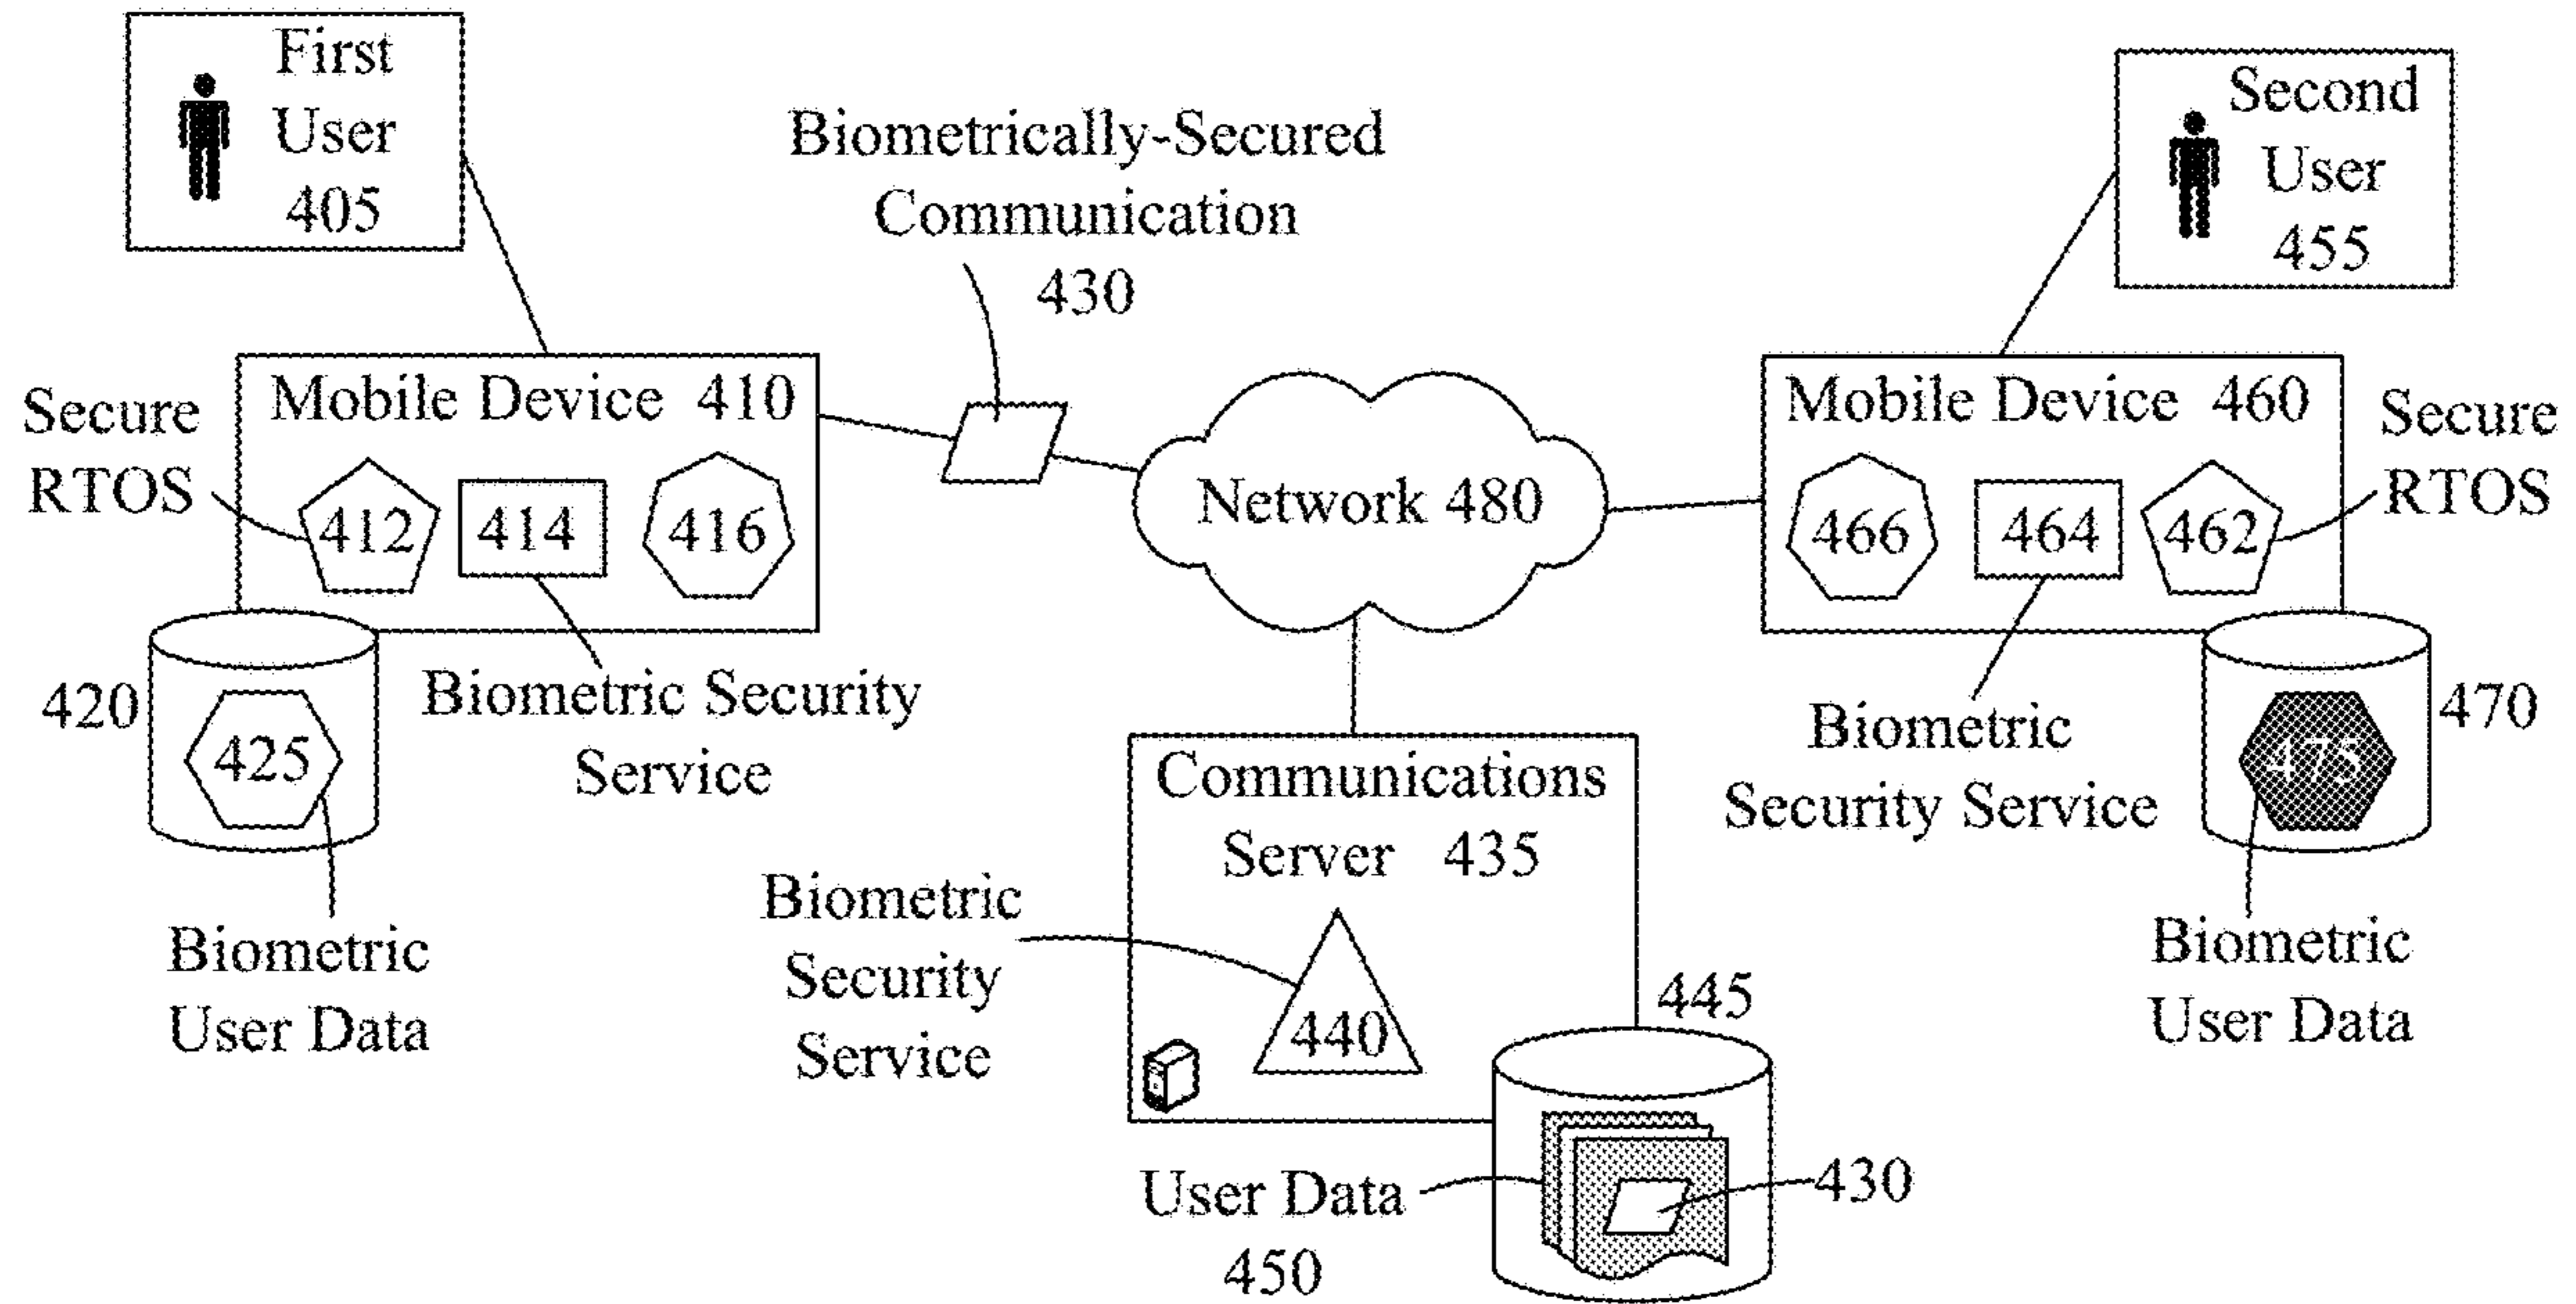 First
User
405
Second
User
455
Biometrically-Secured
Communication
430
Secure
RTOS
Mobile Device 410
412
414
416
Network 480
Mobile Device 460
466
464
462
Secure
RTOS
420
425
Biometric Security
Service
Biometric
User Data
Communications
Server 435
Biometric
Security
Service
440
445
User Data
450
430
Biometric
Security Service
470
475
Biometric
User Data